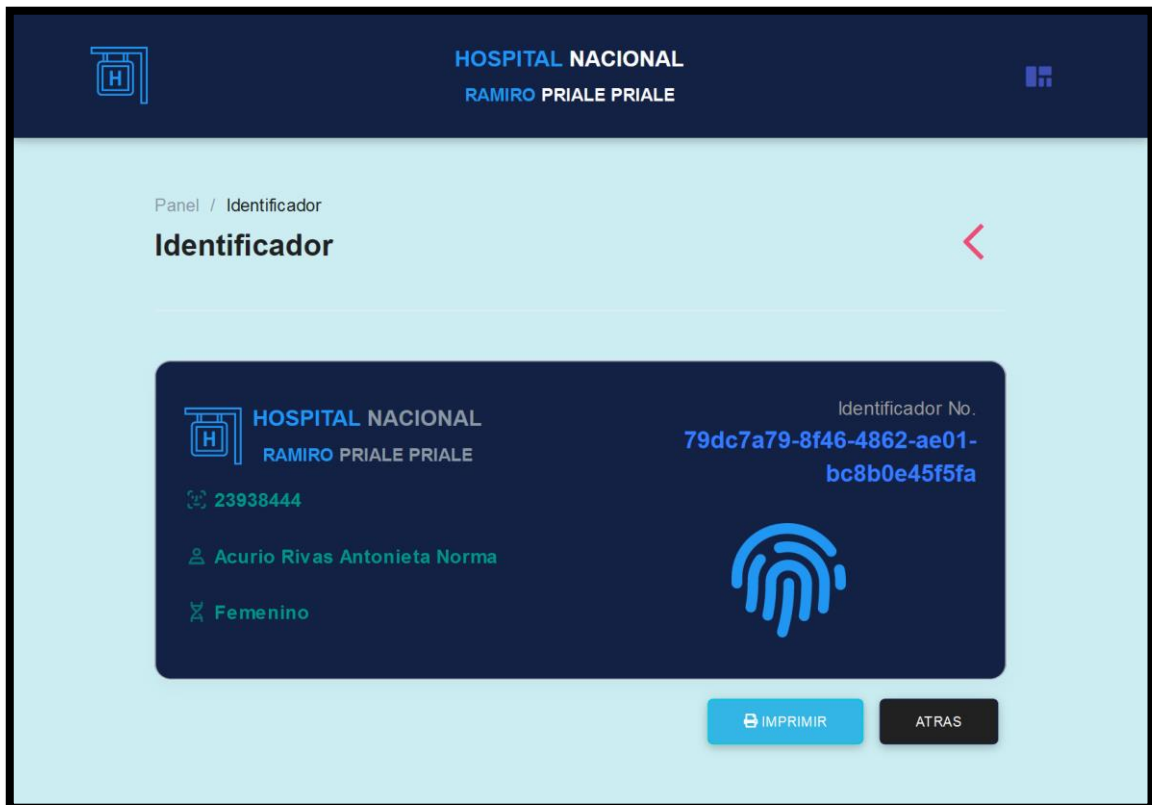 HOSPITAL NACIONAL
RAMIRO PRIALE PRIALE
H
Panel / Identificador
Identificador
H
HOSPITAL NACIONAL
RAMIRO PRIALE PRIALE
23938444
Acurio Rivas Antonieta Norma
Femenino
Identificador No.
79dc7a79-8f46-4862-ae01-
bc8b0e45f5fa
IMPRIMIR
ATRAS